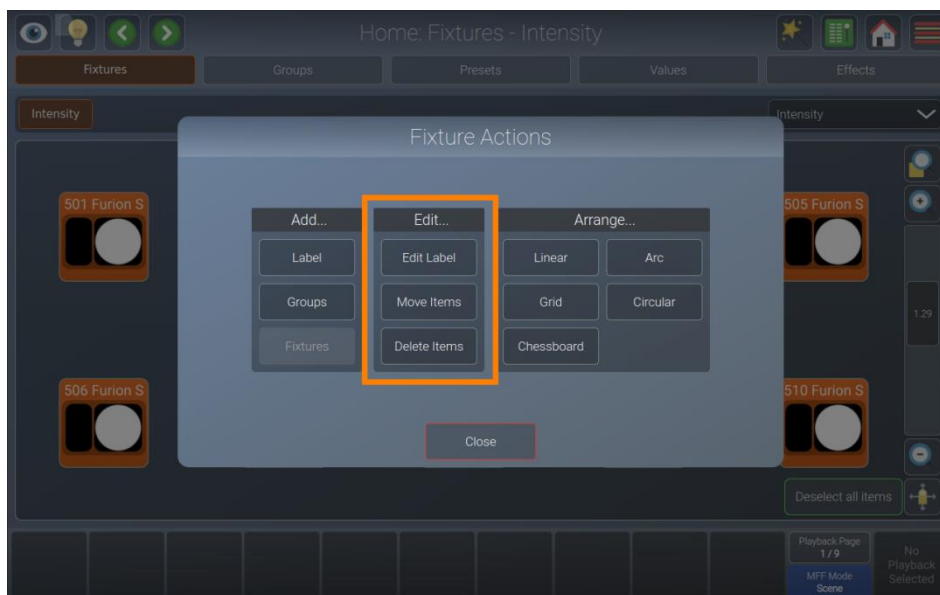 Home: Fixtures - Intensity
Fixtures Groups Presets Values Effects
Intensity Intensity
Fixture Actions
501 Furion S 505 Furion S
Add... Edit... Arrange...
Label Edit Label Linear Arc
Groups Move Items Grid Circular
1.29
Fixtures Delete Items Chessboard
506 Furion S 510 Furion S
Close
Deselect all items
Playback Page
1 / 9
No
Playback
Selected
MFF Mode
Scene